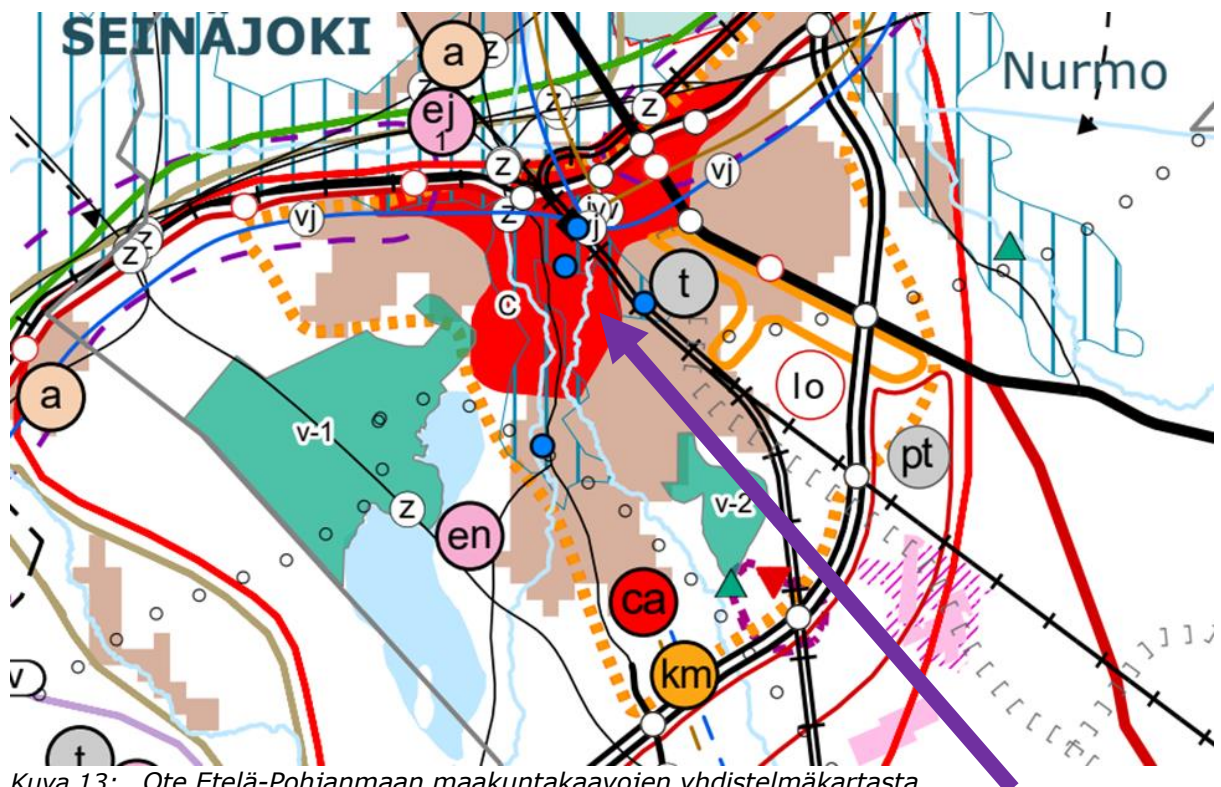 SEINÄJOKI
a
z
Nurmo
ej
1
z
z
z
vj
vj
z
z
z
c
t
a
lo
v-1
pt
v-2
z
en
ca
km
v
t
Kuva 13: Ote Etelä-Pohjanmaan maakuntakaavojen yhdistelmäkartasta